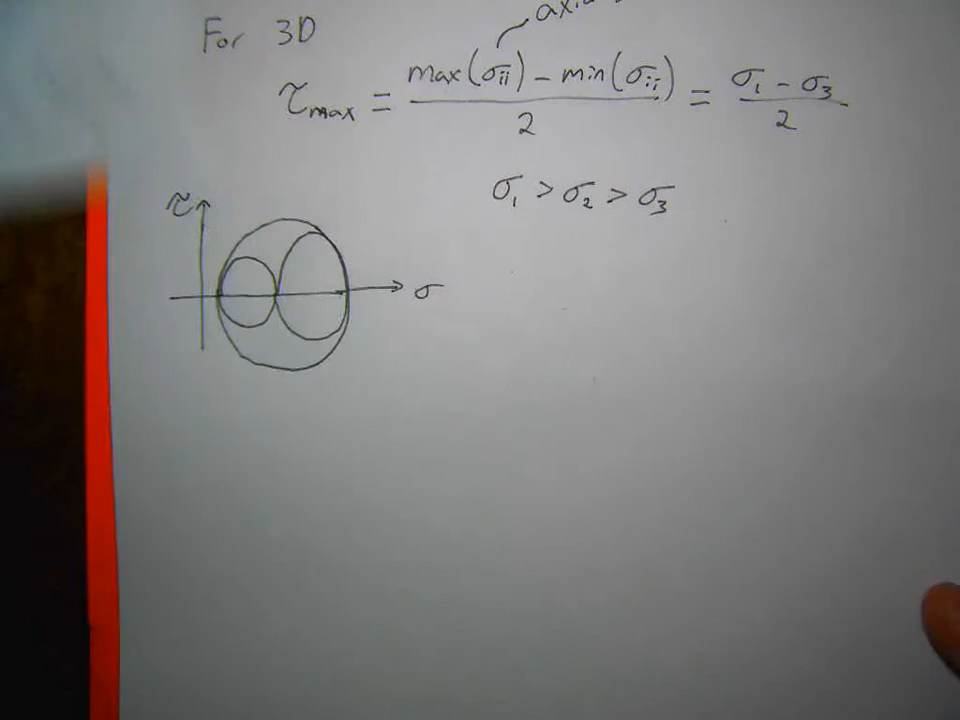 For 3D
τmax = (max(σii) - min(σii)) / 2 = (σ1 - σ3) / 2
σ1 > σ2 > σ3
τ
σ